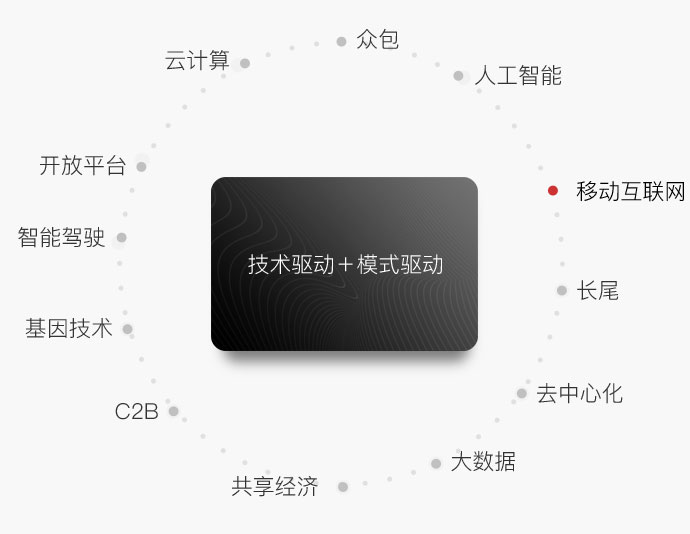 众包
云计算
人工智能
开放平台
移动互联网
智能驾驶
技术驱动＋模式驱动
长尾
基因技术
去中心化
C2B
大数据
共享经济